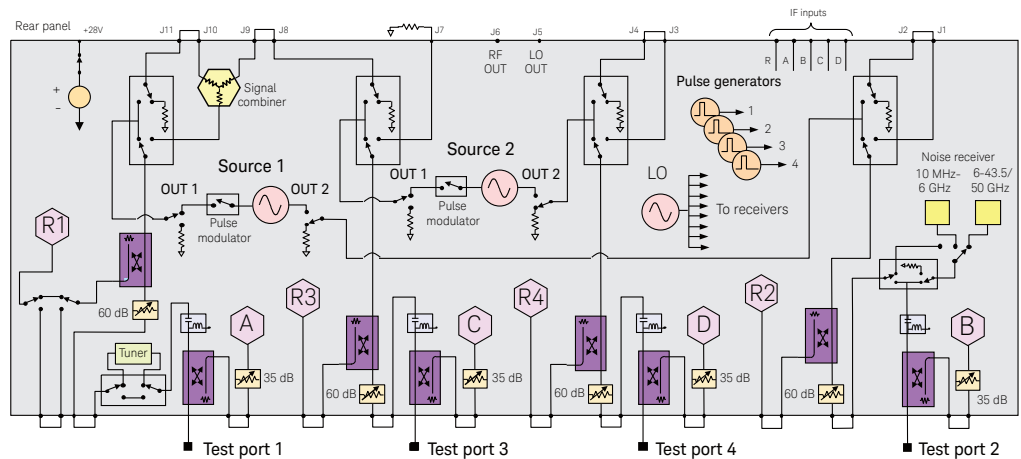 Rear panel
+28V
J11
J10
J9
J8
J7
J6
J5
J4
J3
J2
J1
RF
OUT
LO
OUT
IF inputs
R
A
B
C
D
+
-
Signal
combiner
Pulse generators
1
2
3
4
Source 1
OUT 1
OUT 2
Pulse
modulator
Source 2
OUT 1
OUT 2
Pulse
modulator
LO
To receivers
Noise receiver
10 MHz-
6 GHz
6-43.5/
50 GHz
R1
R3
R4
R2
A
C
D
B
60 dB
35 dB
60 dB
35 dB
60 dB
35 dB
60 dB
35 dB
Tuner
Test port 1
Test port 3
Test port 4
Test port 2